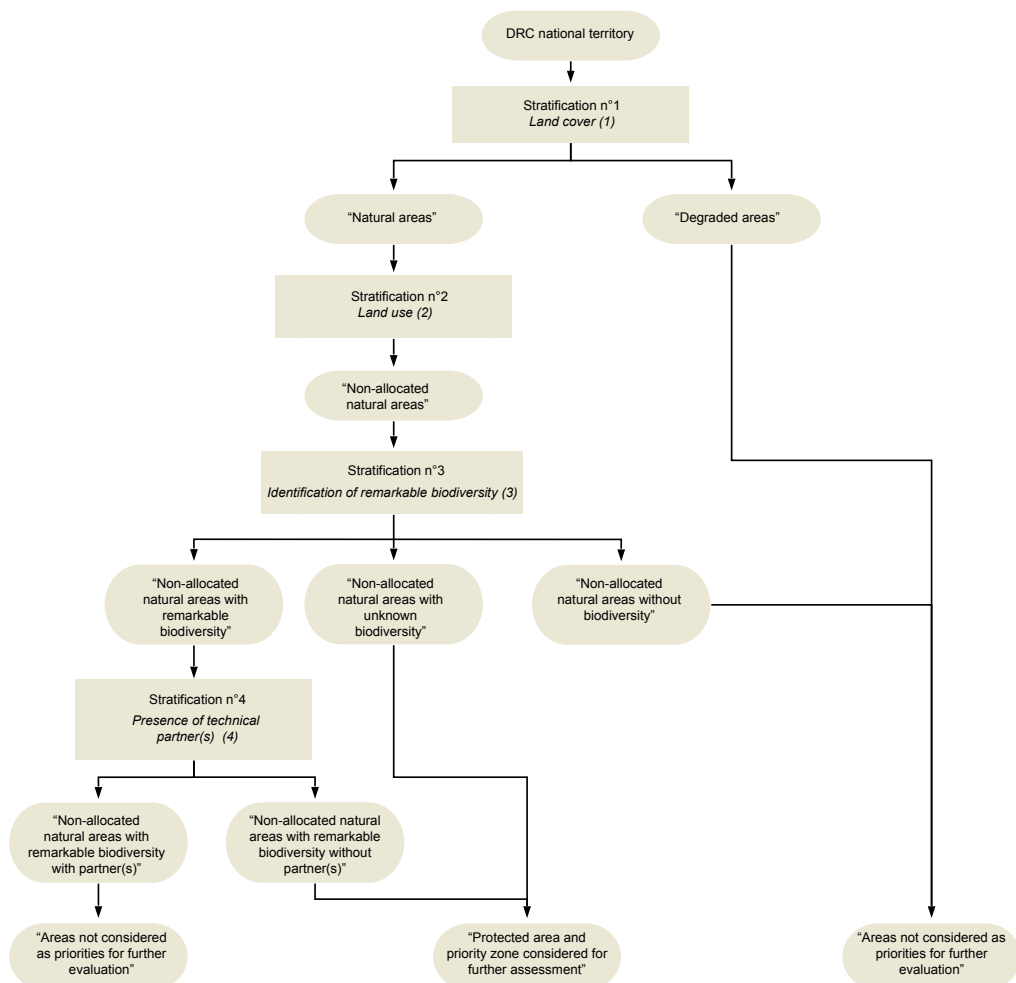 DRC national territory
Stratification n°1
Land cover (1)
“Natural areas”
“Degraded areas”
Stratification n°2
Land use (2)
“Non-allocated
natural areas”
Stratification n°3
Identification of remarkable biodiversity (3)
“Non-allocated
natural areas with
remarkable
biodiversity”
“Non-allocated
natural areas with
unknown
biodiversity”
“Non-allocated
natural areas without
biodiversity”
Stratification n°4
Presence of technical
partner(s) (4)
“Non-allocated
natural areas with
remarkable biodiversity
with partner(s)”
“Non-allocated natural
areas with remarkable
biodiversity without
partner(s)”
“Areas not considered
as priorities for further
evaluation”
“Protected area and
priority zone considered for
further assessment”
“Areas not considered as
priorities for further
evaluation”